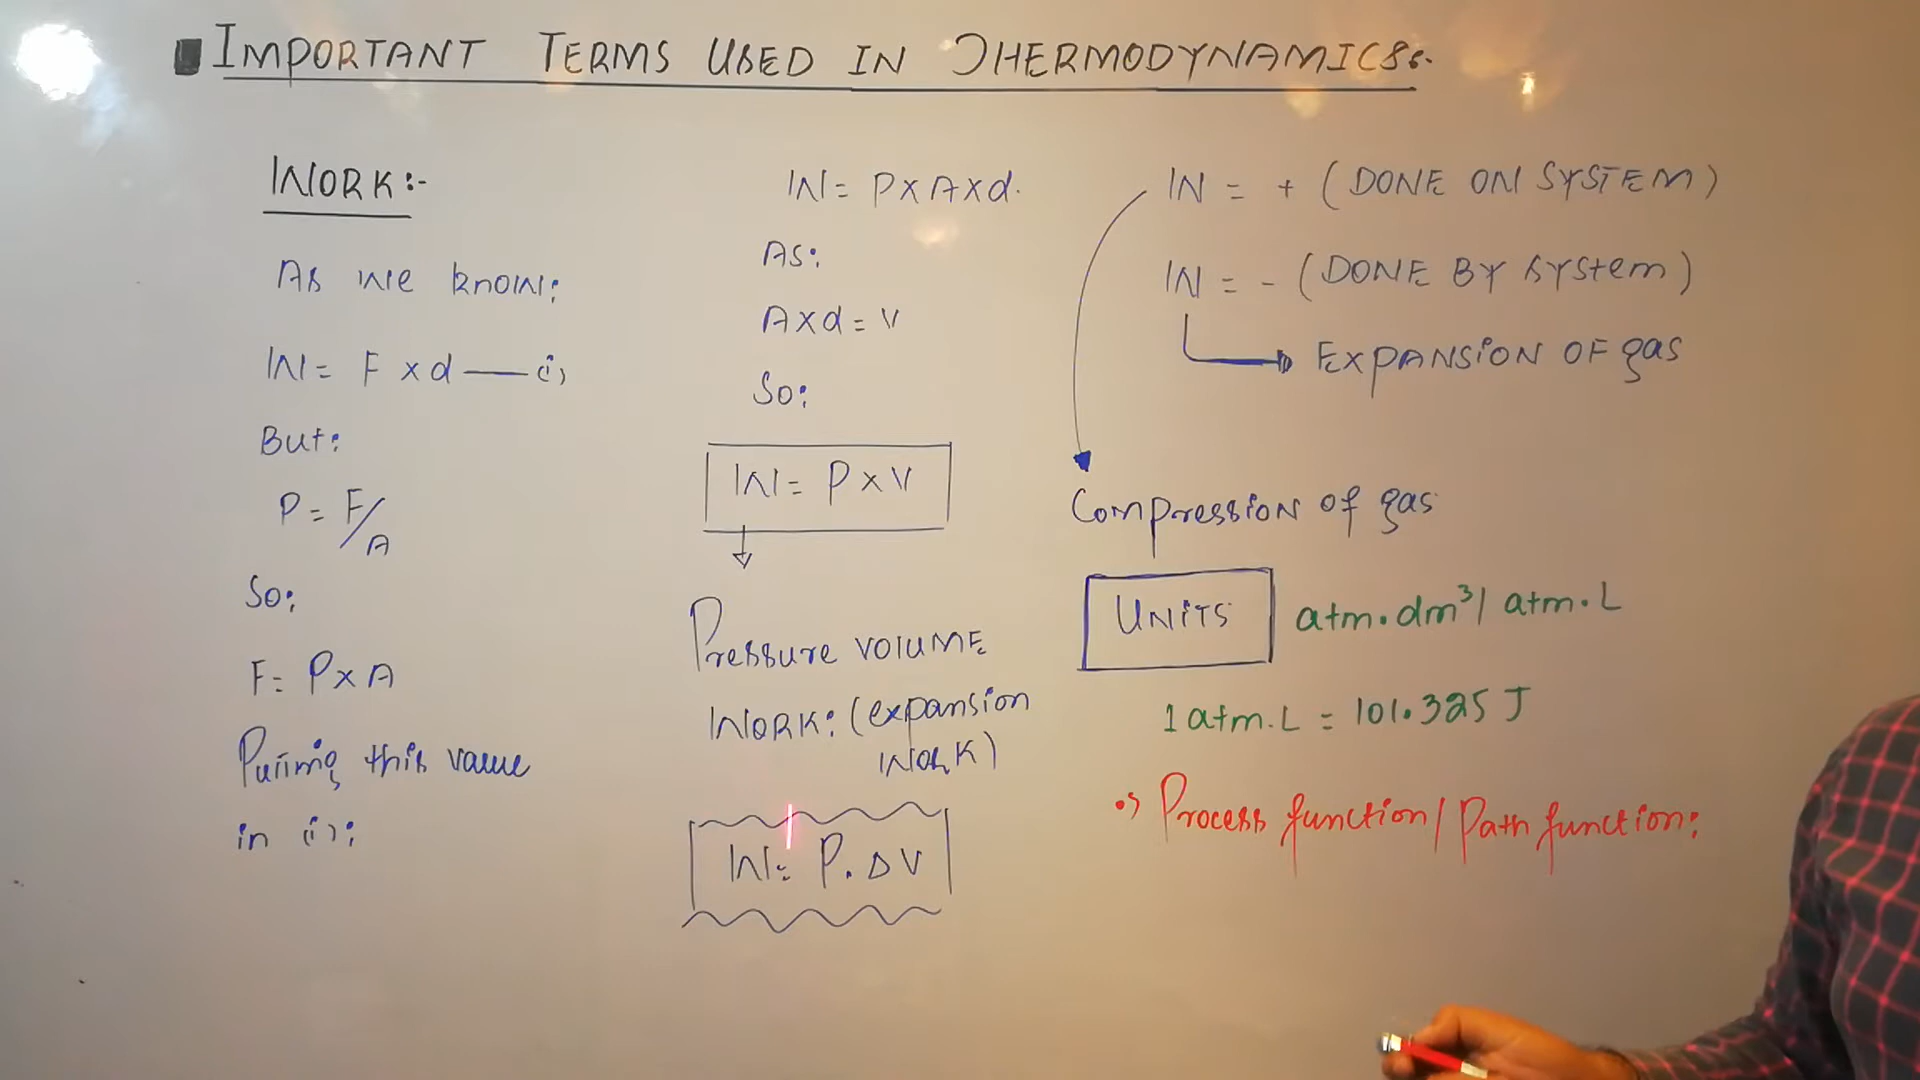 IMPORTANT TERMS USED IN THERMODYNAMICS:
WORK:-
As we know:
W = F x d —— (i)
But:
P = F/A
So:
F = P x A
Putting this value
in (i):
W = P x A x d.
As:
A x d = V
So:
W = P x V
Pressure volume
WORK: (expansion
work)
W = P. Δ V
W = + (DONE ON SYSTEM)
W = - (DONE BY system)
EXPANSION OF gas
Compression of gas
UNITS atm.dm³/ atm.L
1 atm.L = 101.325 J
Process function/ Path function: